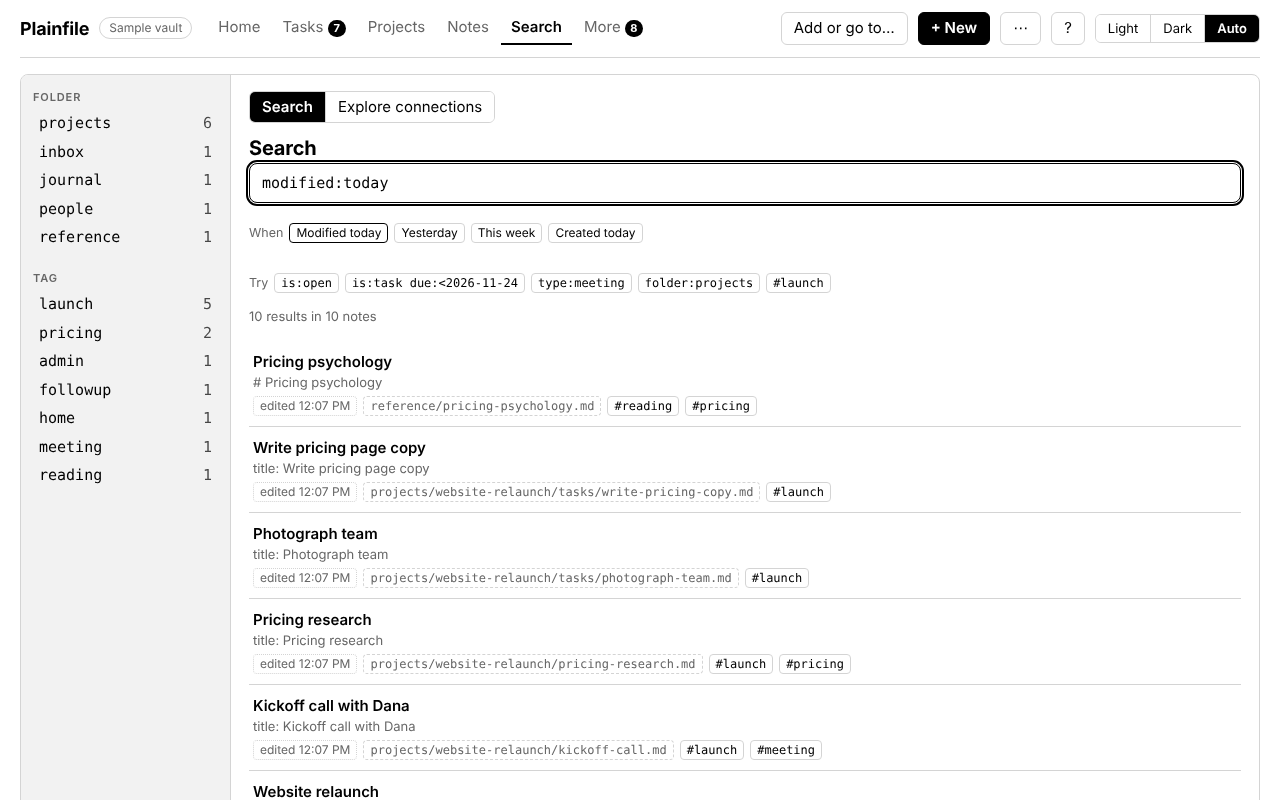 Plainfile Sample vault Home Tasks 7 Projects Notes Search More 8 Add or go to... + New ... ? Light Dark Auto
FOLDER
projects 6
inbox 1
journal 1
people 1
reference 1
TAG
launch 5
pricing 2
admin 1
followup 1
home 1
meeting 1
reading 1
Search Explore connections
Search
modified:today
When Modified today Yesterday This week Created today
Try is:open is:task due:<2026-11-24 type:meeting folder:projects #launch
10 results in 10 notes
Pricing psychology
# Pricing psychology
edited 12:07 PM reference/pricing-psychology.md #reading #pricing
Write pricing page copy
title: Write pricing page copy
edited 12:07 PM projects/website-relaunch/tasks/write-pricing-copy.md #launch
Photograph team
title: Photograph team
edited 12:07 PM projects/website-relaunch/tasks/photograph-team.md #launch
Pricing research
title: Pricing research
edited 12:07 PM projects/website-relaunch/pricing-research.md #launch #pricing
Kickoff call with Dana
title: Kickoff call with Dana
edited 12:07 PM projects/website-relaunch/kickoff-call.md #launch #meeting
Website relaunch